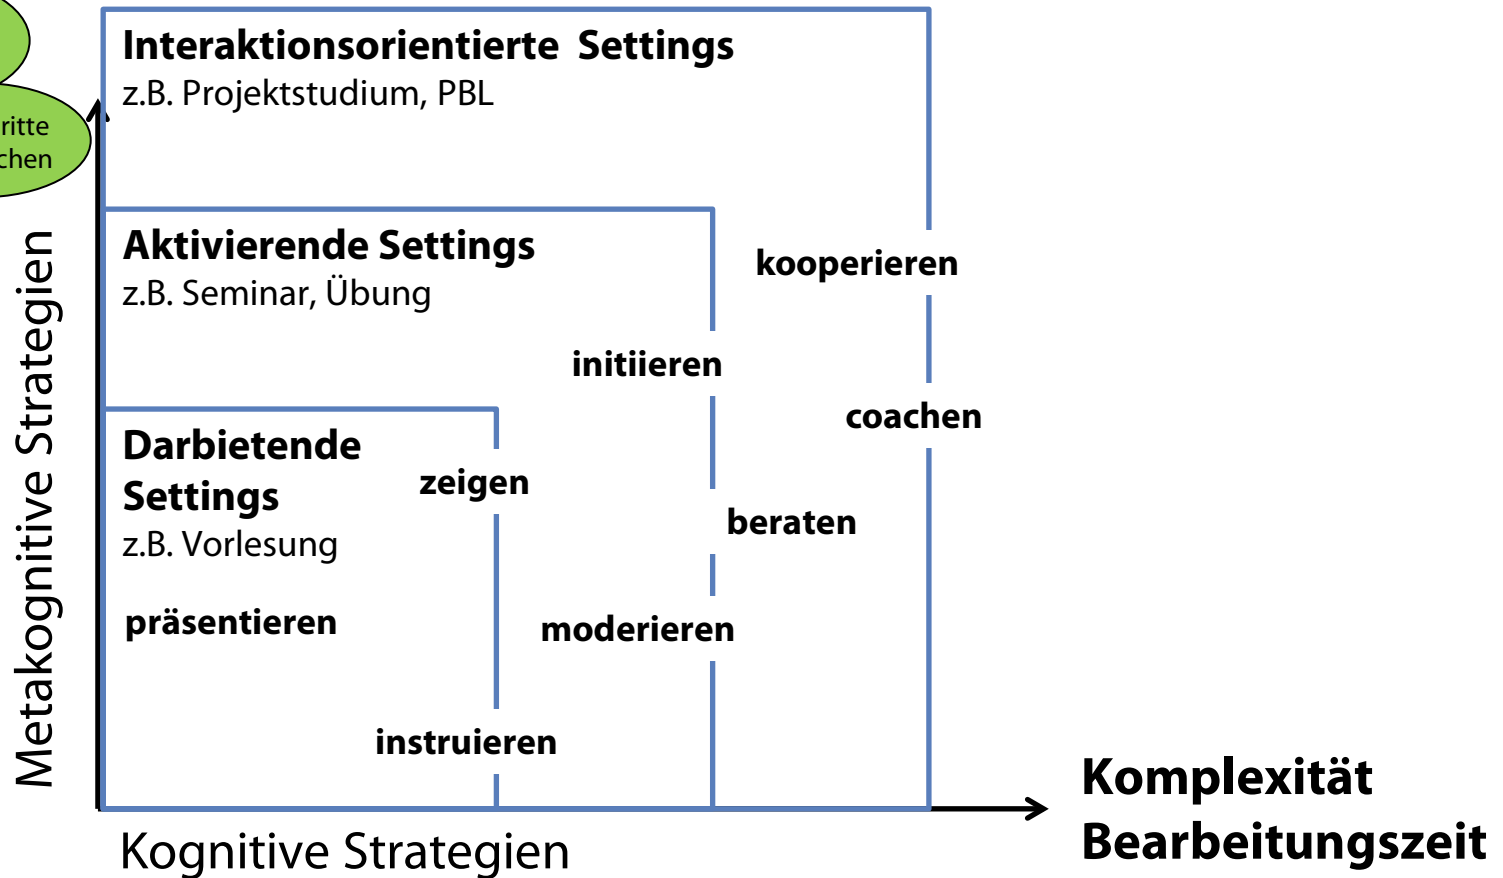 Interaktionsorientierte Settings
z.B. Projektstudium, PBL
Aktivierende Settings
z.B. Seminar, Übung
kooperieren
initiieren
coachen
Darbietende
Settings
z.B. Vorlesung
zeigen
beraten
präsentieren
moderieren
instruieren
Metakognitive Strategien
Kognitive Strategien
Komplexität
Bearbeitungszeit